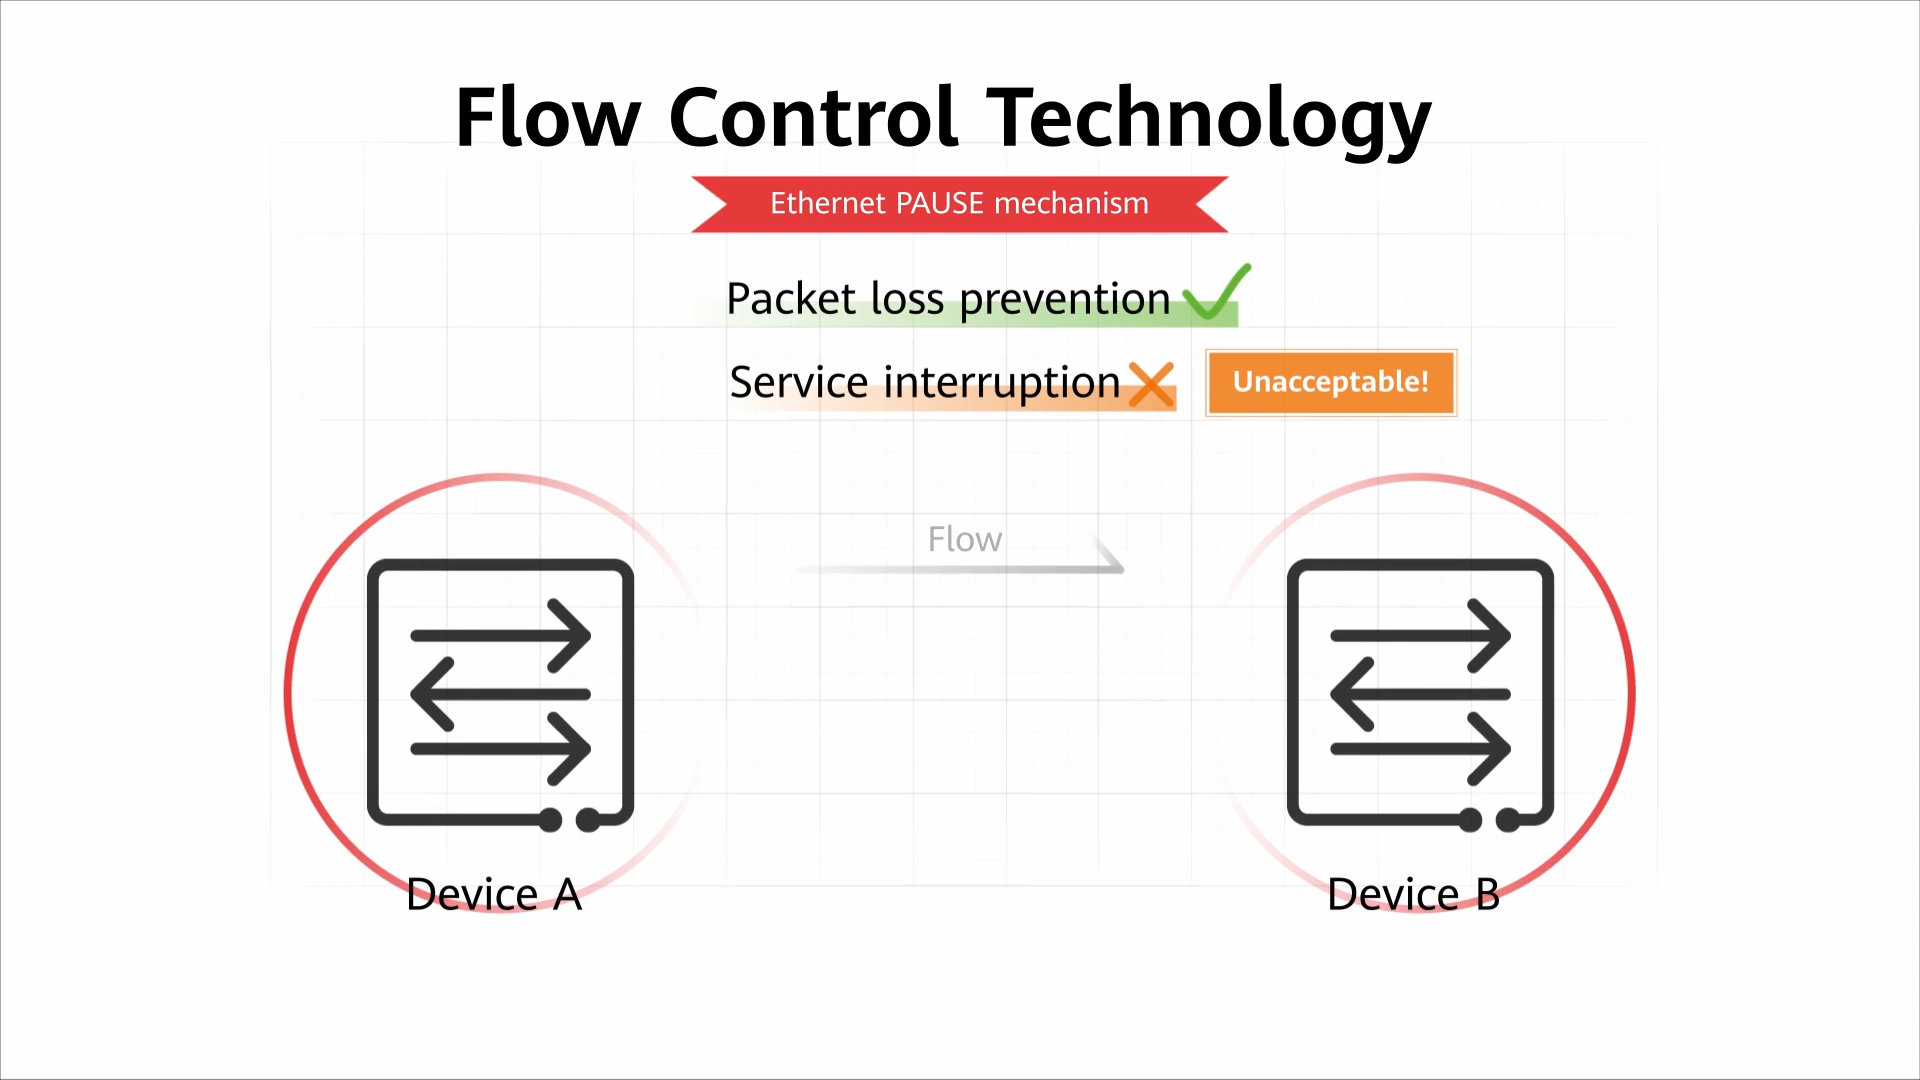 Flow Control Technology
Ethernet PAUSE mechanism
Packet loss prevention
Service interruption
Unacceptable!
Flow
Device A
Device B